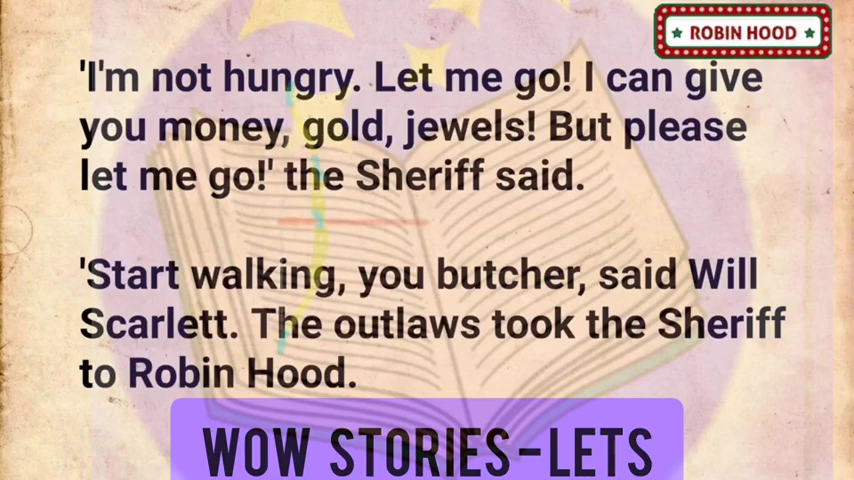 ROBIN HOOD
'I'm not hungry. Let me go! I can give
you money, gold, jewels! But please
let me go!' the Sheriff said.
'Start walking, you butcher, said Will
Scarlett. The outlaws took the Sheriff
to Robin Hood.
WOW STORIES-LETS